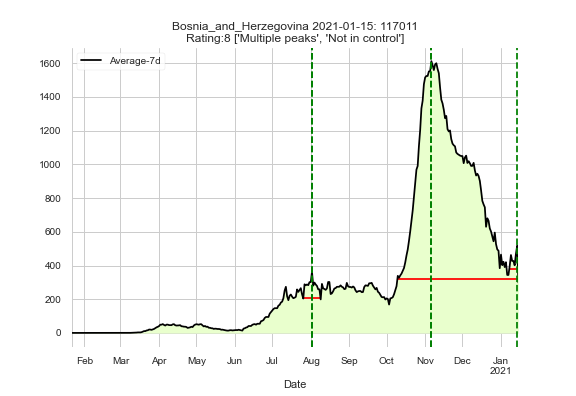 Bosnia_and_Herzegovina 2021-01-15: 117011
Rating:8 ['Multiple peaks', 'Not in control']
Average-7d
1600
1400
1200
1000
800
600
400
200
0
Feb Mar Apr May Jun Jul Aug Sep Oct Nov Dec Jan
2021
Date